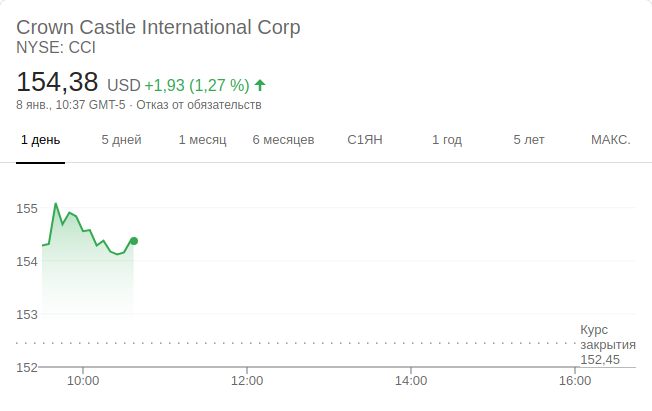 Crown Castle International Corp
NYSE: CCI
154,38 USD +1,93 (1,27 %)
8 янв., 10:37 GMT-5 · Отказ от обязательств
1 день 5 дней 1 месяц 6 месяцев С1ЯН 1 год 5 лет МАКС.
155
154
153
Курс
закрытия
152,45
152
10:00 12:00 14:00 16:00